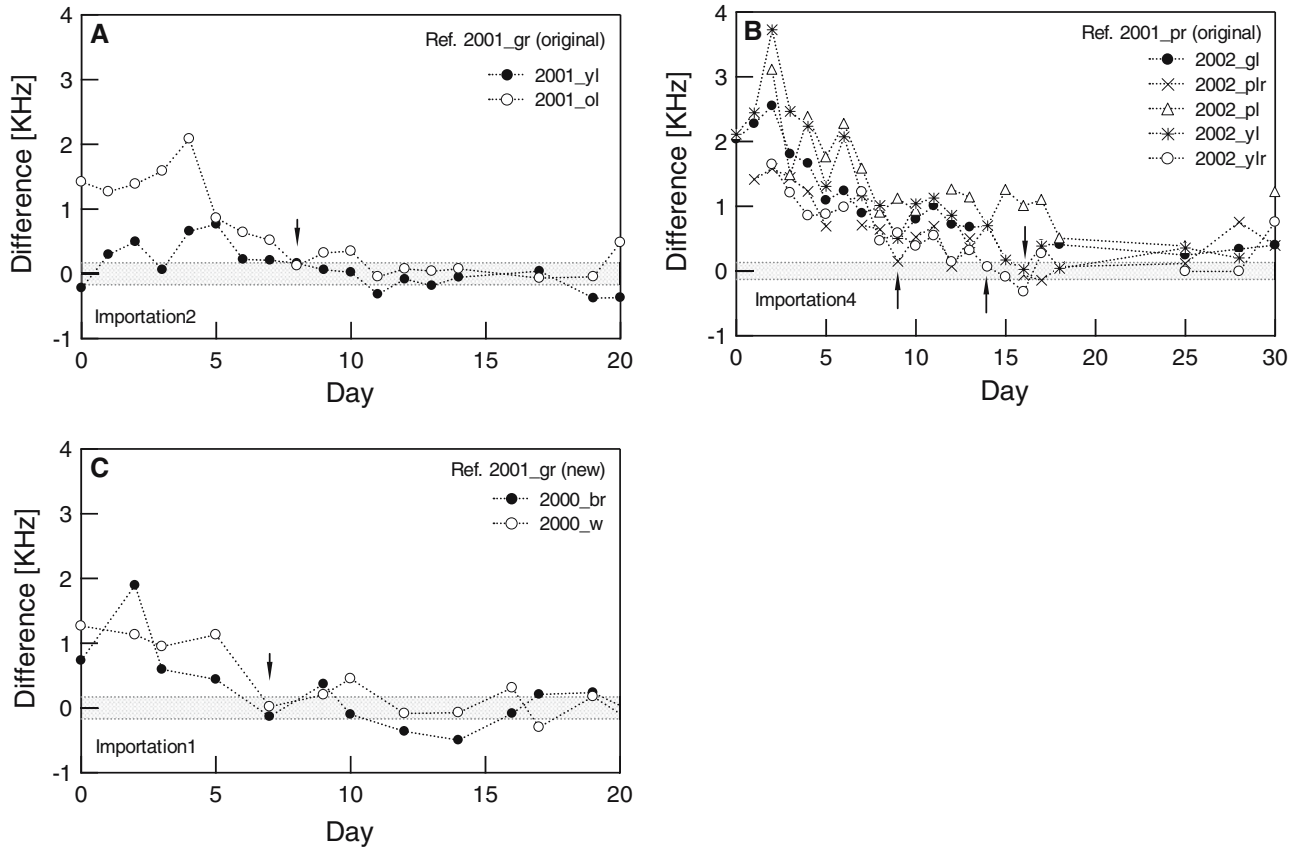 A
Ref. 2001_gr (original)
2001_yl
2001_ol
4
3
2
1
0
-1
Difference [KHz]
Importation2
0 5 10 15 20
Day
B
Ref. 2001_pr (original)
2002_gl
2002_plr
2002_pl
2002_yl
2002_ylr
4
3
2
1
0
-1
Difference [KHz]
Importation4
0 5 10 15 20 25 30
Day
C
Ref. 2001_gr (new)
2000_br
2000_w
4
3
2
1
0
-1
Difference [KHz]
Importation1
0 5 10 15 20
Day